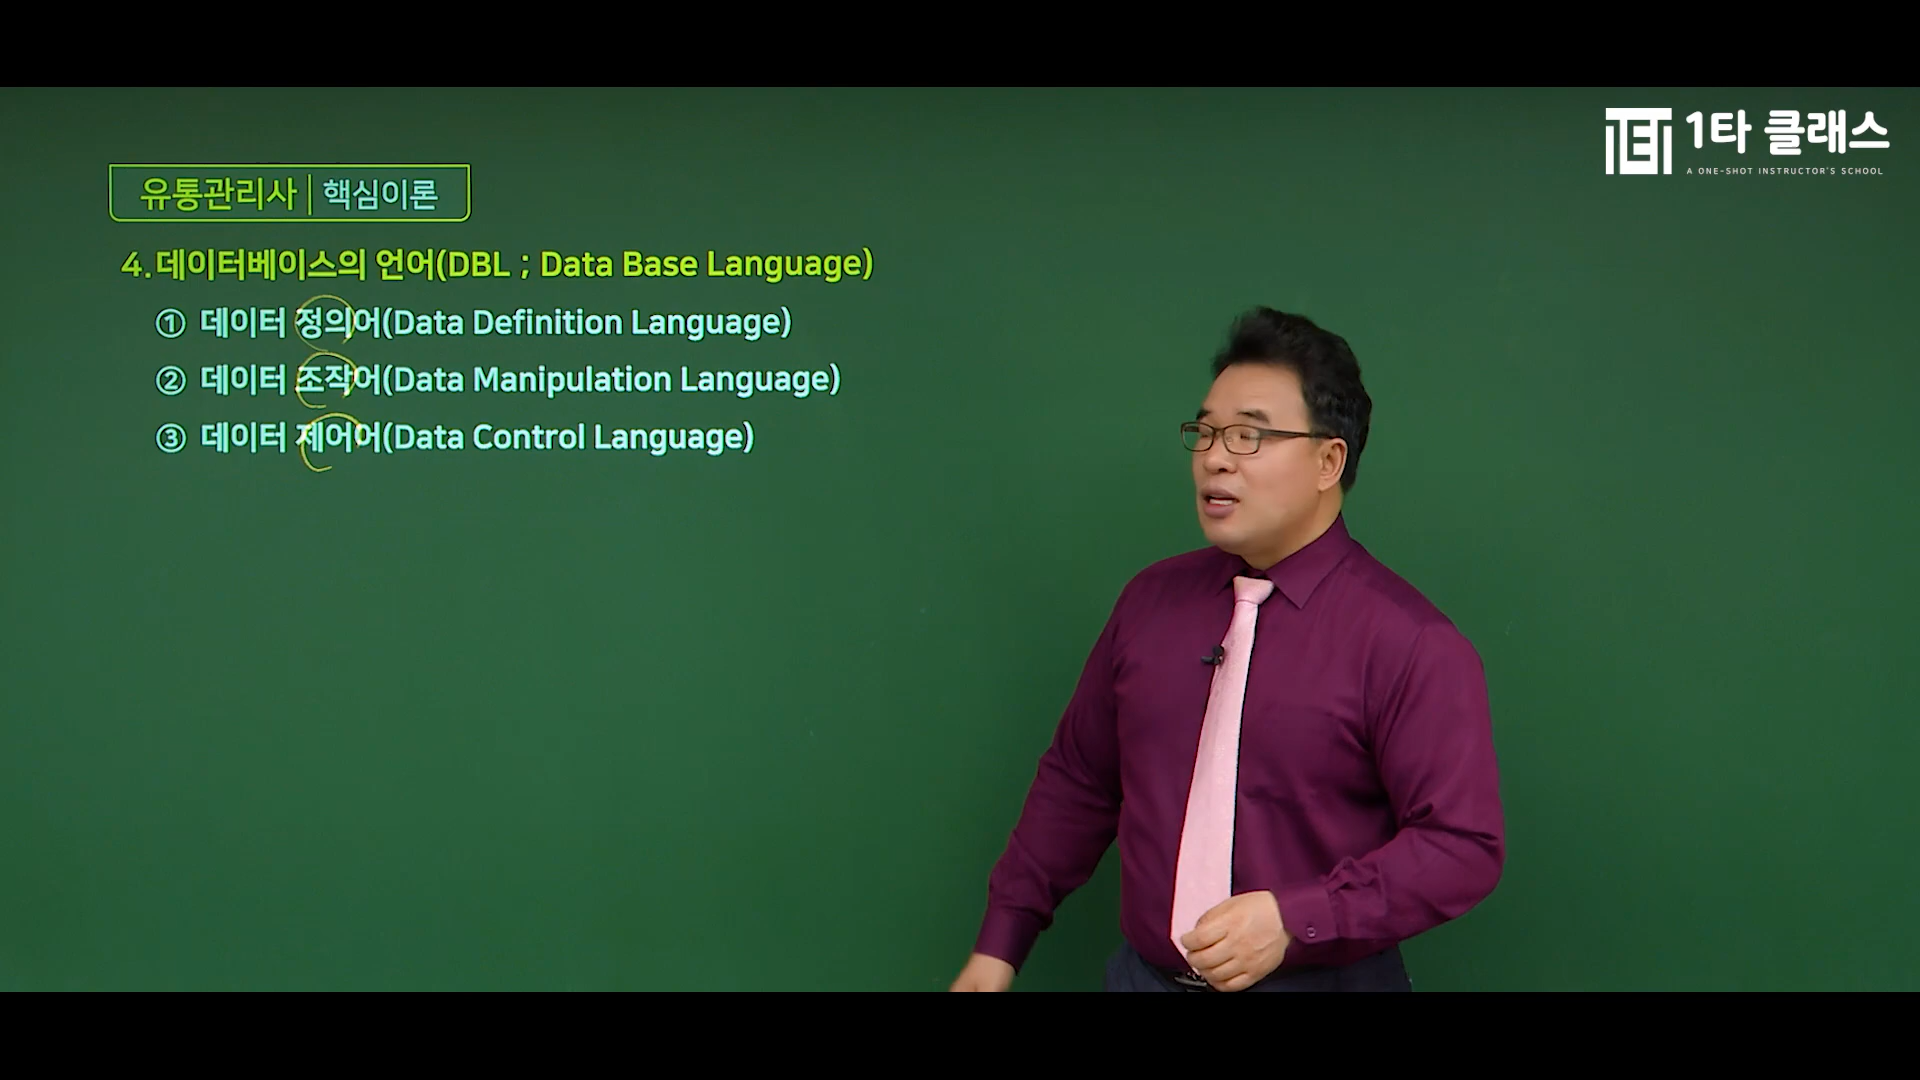 1타 클래스
A ONE-SHOT INSTRUCTOR'S SCHOOL
유통관리사 | 핵심이론
4. 데이터베이스의 언어(DBL ; Data Base Language)
① 데이터 정의어(Data Definition Language)
② 데이터 조작어(Data Manipulation Language)
③ 데이터 제어어(Data Control Language)